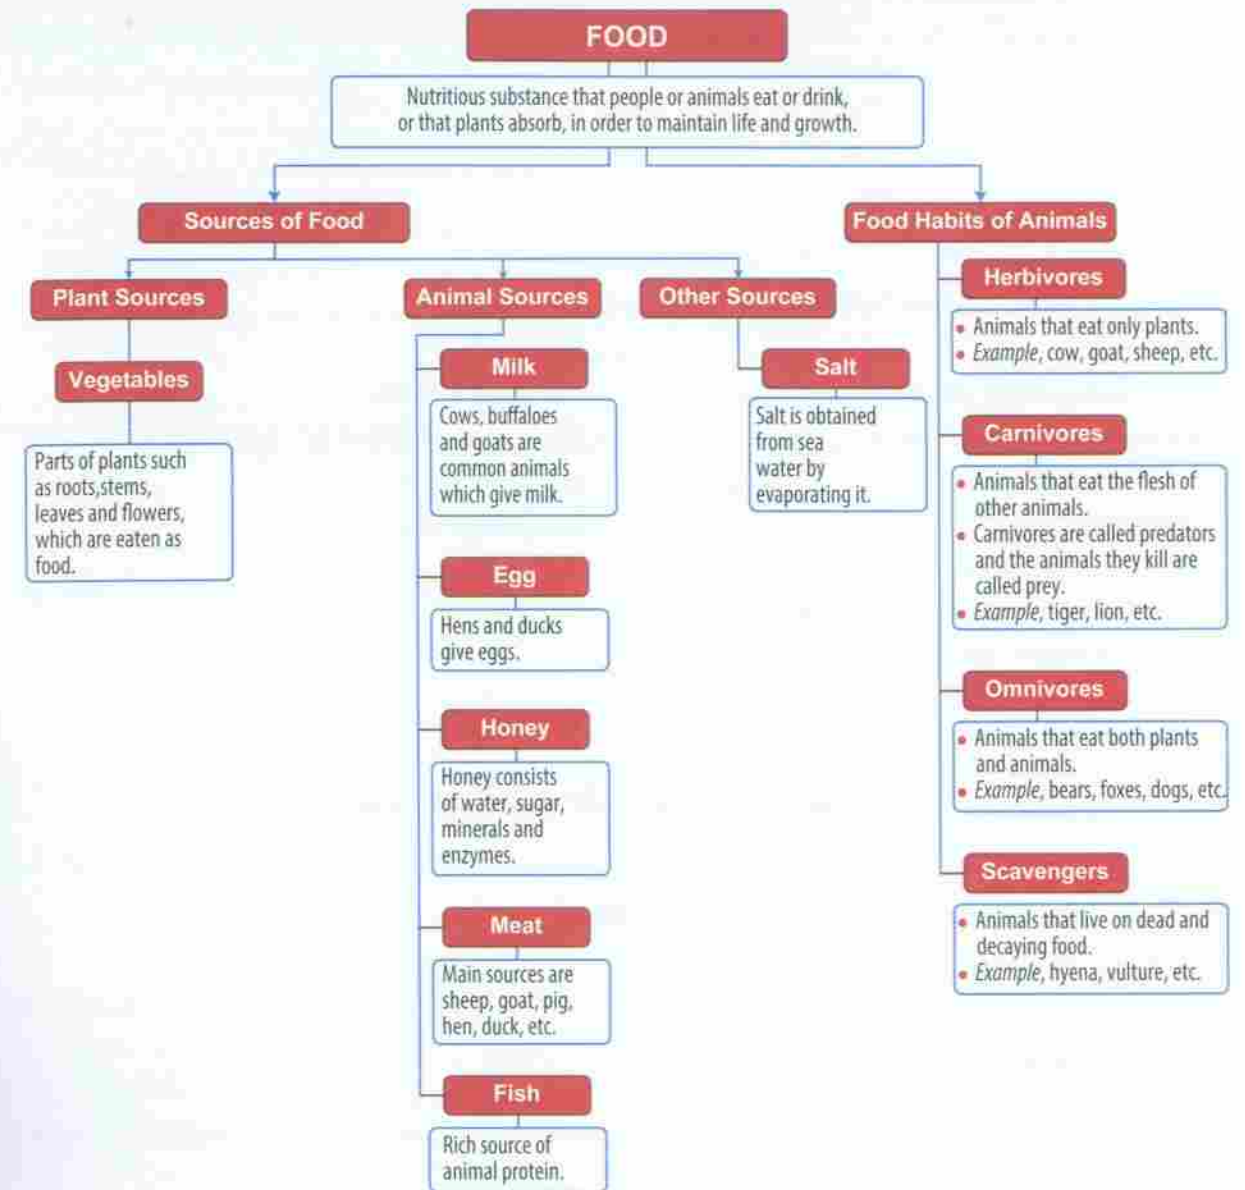 FOOD
Nutritious substance that people or animals eat or drink,
or that plants absorb, in order to maintain life and growth.
Sources of Food
Plant Sources
Vegetables
Parts of plants such
as roots,stems,
leaves and flowers,
which are eaten as
food.
Animal Sources
Milk
Cows, buffaloes
and goats are
common animals
which give milk.
Egg
Hens and ducks
give eggs.
Honey
Honey consists
of water, sugar,
minerals and
enzymes.
Meat
Main sources are
sheep, goat, pig,
hen, duck, etc.
Fish
Rich source of
animal protein.
Other Sources
Salt
Salt is obtained
from sea
water by
evaporating it.
Food Habits of Animals
Herbivores
• Animals that eat only plants.
• Example, cow, goat, sheep, etc.
Carnivores
• Animals that eat the flesh of
other animals.
• Carnivores are called predators
and the animals they kill are
called prey.
• Example, tiger, lion, etc.
Omnivores
• Animals that eat both plants
and animals.
• Example, bears, foxes, dogs, etc.
Scavengers
• Animals that live on dead and
decaying food.
• Example, hyena, vulture, etc.